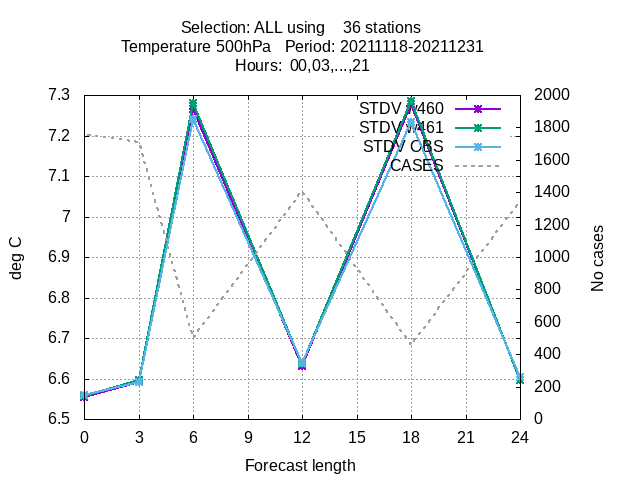 Selection: ALL using    36 stations
Temperature 500hPa   Period: 20211118-20211231
Hours:  00,03,...,21
7.3
7.2
7.1
7
6.9
6.8
6.7
6.6
6.5
deg C
STDV V460
STDV V461
STDV OBS
CASES
2000
1800
1600
1400
1200
1000
800
600
400
200
0
No cases
0 3 6 9 12 15 18 21 24
Forecast length